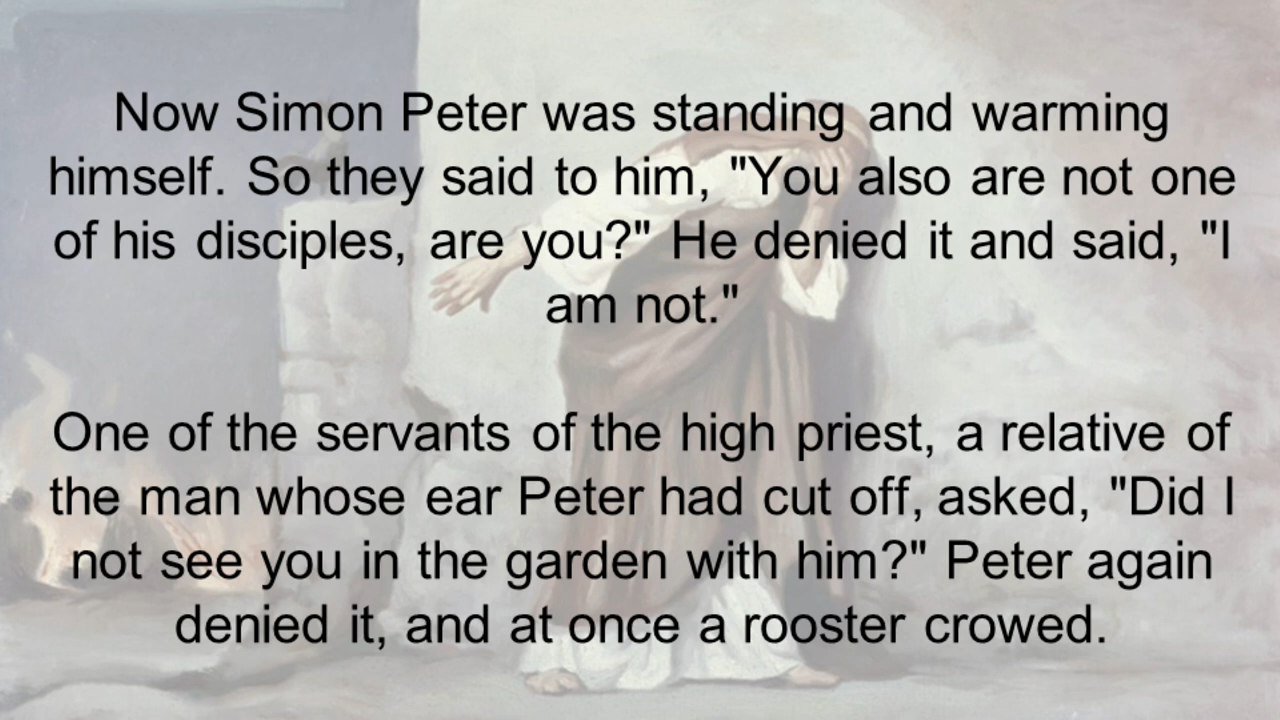 Now Simon Peter was standing and warming
himself. So they said to him, "You also are not one
of his disciples, are you?" He denied it and said, "I
am not."
One of the servants of the high priest, a relative of
the man whose ear Peter had cut off, asked, "Did I
not see you in the garden with him?" Peter again
denied it, and at once a rooster crowed.